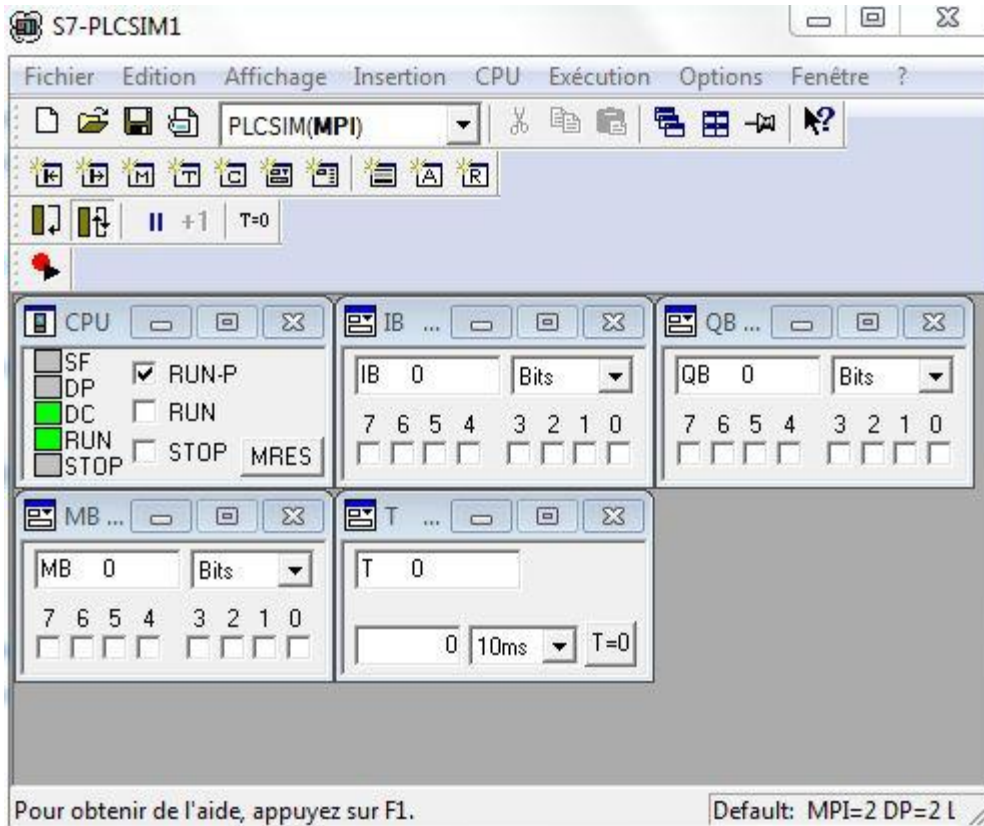 S7-PLCSIM1
Fichier Edition Affichage Insertion CPU Exécution Options Fenêtre ?
PLCSIM(MPI)
M T C A R
+1 T=0
CPU
SF
DP
DC
RUN
STOP
RUN-P
RUN
STOP
MRES
IB ...
IB 0 Bits
7 6 5 4 3 2 1 0
QB ...
QB 0 Bits
7 6 5 4 3 2 1 0
MB ...
MB 0 Bits
7 6 5 4 3 2 1 0
T ...
T 0
0 10ms T=0
Pour obtenir de l'aide, appuyez sur F1.
Default: MPI=2 DP=2 L